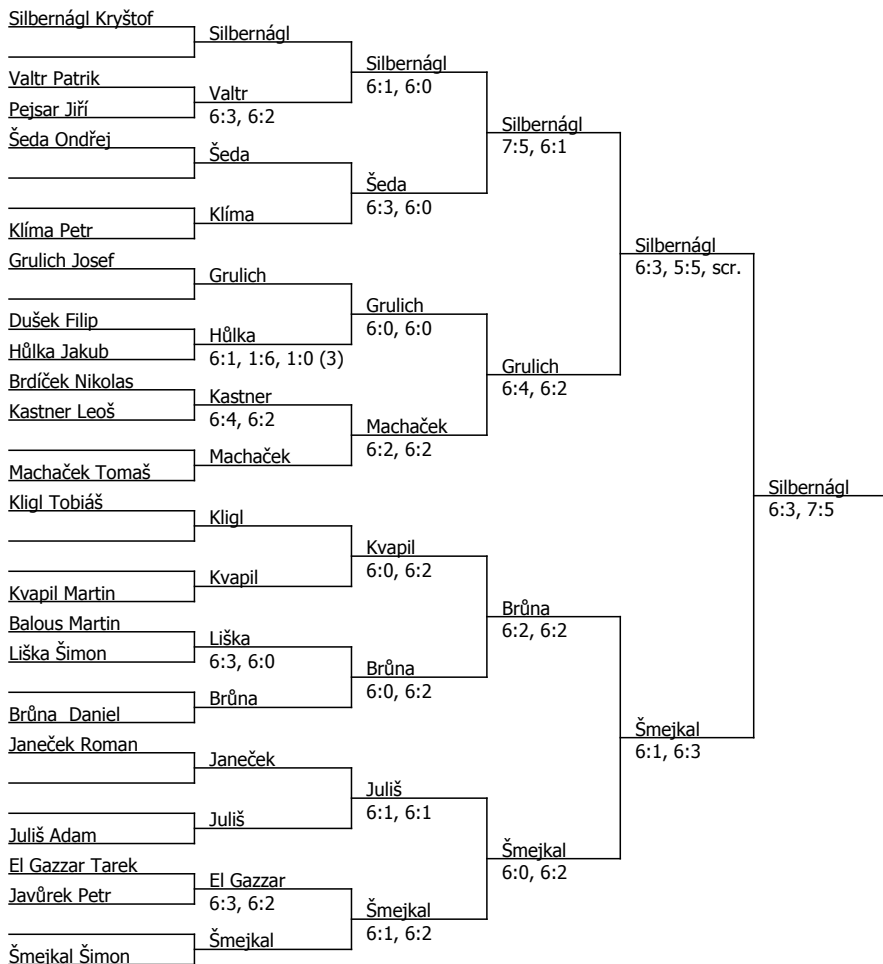 Silbernágl Kryštof
Silbernágl
Silbernágl
6:1, 6:0
Valtr Patrik
Valtr
6:3, 6:2
Pejsar Jiří
Silbernágl
7:5, 6:1
Šeda Ondřej
Šeda
Šeda
6:3, 6:0
Klíma
Klíma Petr
Silbernágl
6:3, 5:5, scr.
Grulich Josef
Grulich
Grulich
6:0, 6:0
Dušek Filip
Hůlka
6:1, 1:6, 1:0 (3)
Hůlka Jakub
Grulich
6:4, 6:2
Brdíček Nikolas
Kastner
6:4, 6:2
Kastner Leoš
Machaček
6:2, 6:2
Machaček
Machaček Tomaš
Silbernágl
6:3, 7:5
Kligl Tobiáš
Kligl
Kvapil
6:0, 6:2
Kvapil
Kvapil Martin
Brůna
6:2, 6:2
Balous Martin
Liška
6:3, 6:0
Liška Šimon
Brůna
6:0, 6:2
Brůna
Brůna  Daniel
Šmejkal
6:1, 6:3
Janeček Roman
Janeček
Juliš
6:1, 6:1
Juliš
Juliš Adam
Šmejkal
6:0, 6:2
El Gazzar Tarek
El Gazzar
6:3, 6:2
Javůrek Petr
Šmejkal
6:1, 6:2
Šmejkal
Šmejkal Šimon